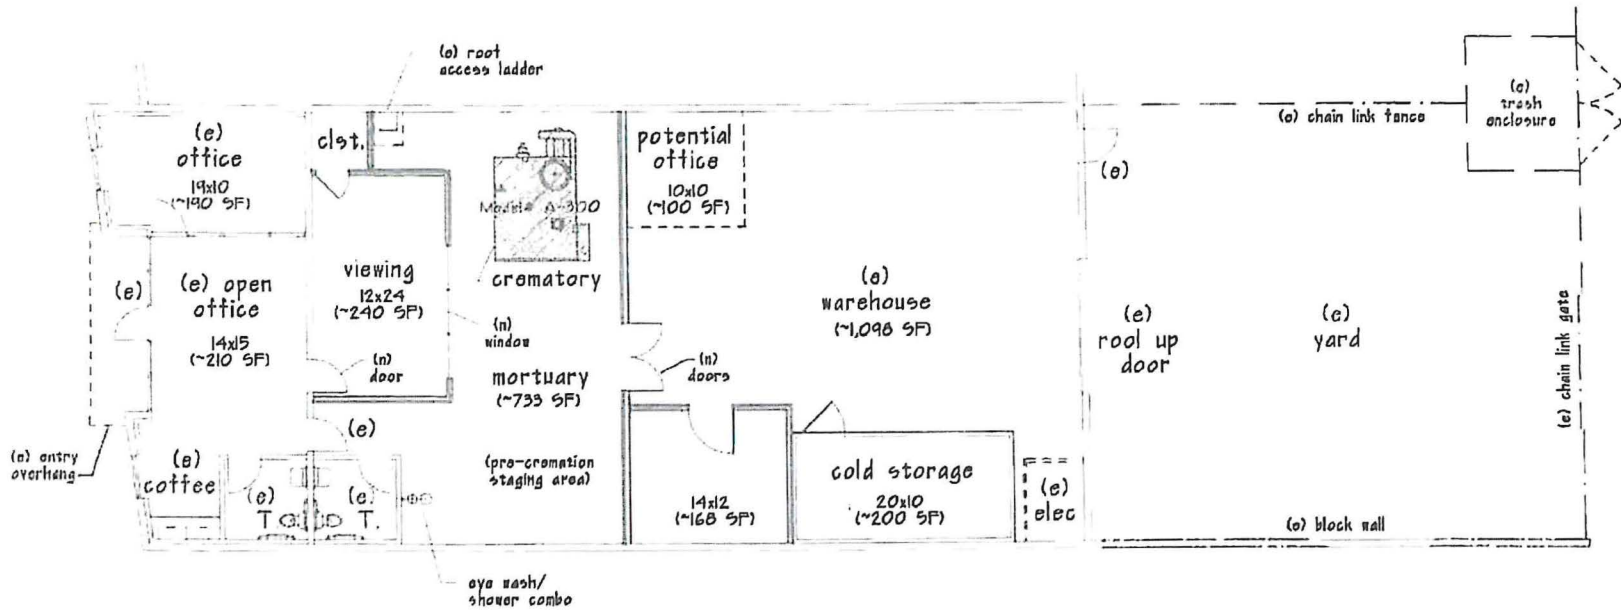 (e) roof
access ladder
(e)
office
19x10
(~190 SF)
clst.
potential
office
10x10
(~100 SF)
Model# A-300
crematory
(e) chain link fence
(e)
trash
enclosure
(e)
(e)
(e) open
office
14x15
(~210 SF)
viewing
12x24
(~240 SF)
(n)
window
(n)
door
mortuary
(~733 SF)
(n)
doors
(e)
warehouse
(~1,098 SF)
(e)
rool up
door
(e)
yard
(e) chain link gate
(e) entry
overhang
(e)
coffee
(e)
T.
(e)
T.
(e)
(pre-cremation
staging area)
14x12
(~168 SF)
cold storage
20x10
(~200 SF)
(e)
elec
(e) block wall
eye wash/
shower combo